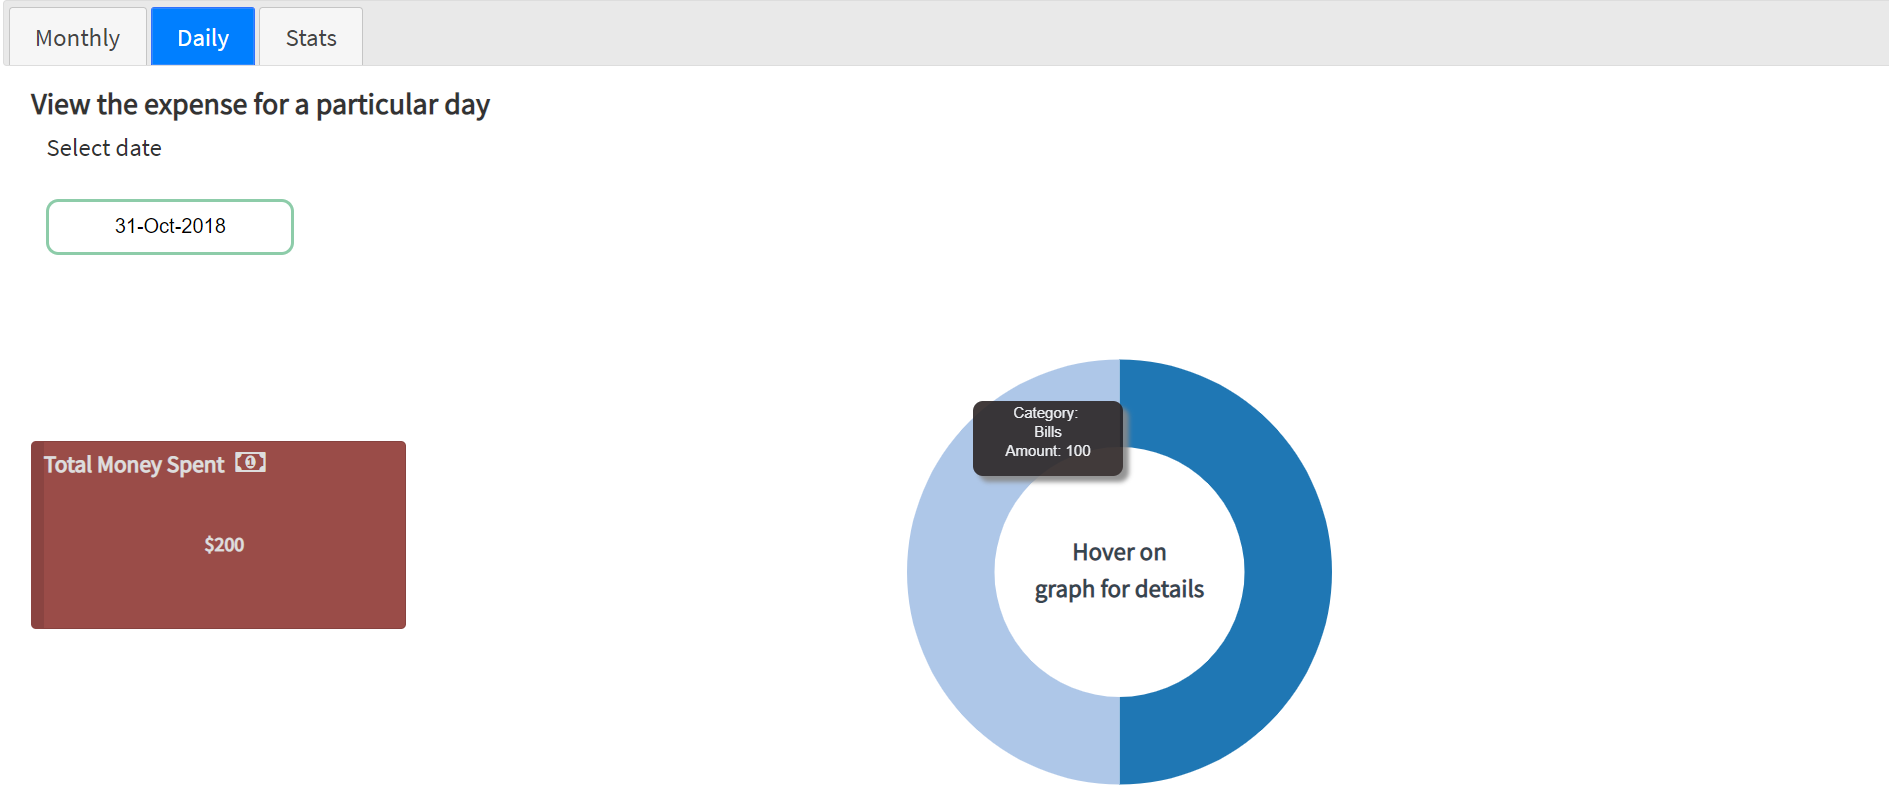 Monthly
Daily
Stats
View the expense for a particular day
Select date
31-Oct-2018
Total Money Spent
1
$200
Category:
Bills
Amount: 100
Hover on
graph for details